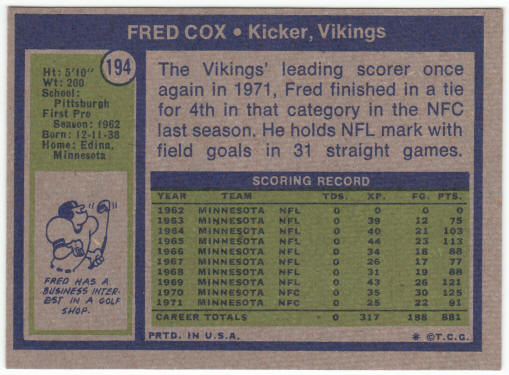 FRED COX • Kicker, Vikings
194
Ht: 5'10"
Wt: 200
School:
Pittsburgh
First Pro
Season: 1962
Born: 12-11-38
Home: Edina,
Minnesota
The Vikings' leading scorer once
again in 1971, Fred finished in a tie
for 4th in that category in the NFC
last season. He holds NFL mark with
field goals in 31 straight games.
FRED HAS A
BUSINESS INTER-
EST IN A GOLF
SHOP.
SCORING RECORD
YEAR TEAM TDS. XP. FG. PTS.
1962 MINNESOTA NFL 0 0 0 0
1963 MINNESOTA NFL 0 39 12 75
1964 MINNESOTA NFL 0 40 21 103
1965 MINNESOTA NFL 0 44 23 113
1966 MINNESOTA NFL 0 34 18 88
1967 MINNESOTA NFL 0 26 17 77
1968 MINNESOTA NFL 0 31 19 88
1969 MINNESOTA NFL 0 43 26 121
1970 MINNESOTA NFC 0 35 30 125
1971 MINNESOTA NFC 0 25 22 91
CAREER TOTALS 0 317 188 881
PRTD. IN U.S.A. * ©T.C.G.